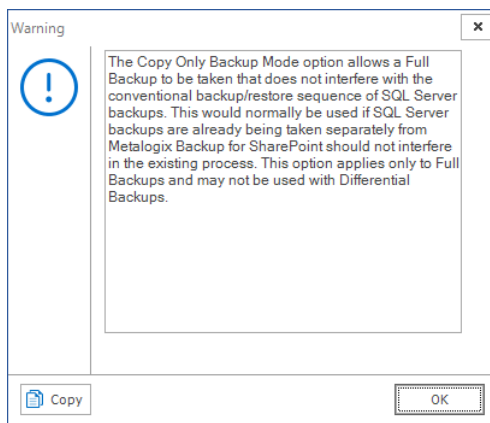 Warning
The Copy Only Backup Mode option allows a Full
Backup to be taken that does not interfere with the
conventional backup/restore sequence of SQL Server
backups. This would normally be used if SQL Server
backups are already being taken separately from
Metalogix Backup for SharePoint should not interfere
in the existing process. This option applies only to Full
Backups and may not be used with Differential
Backups.
Copy
OK